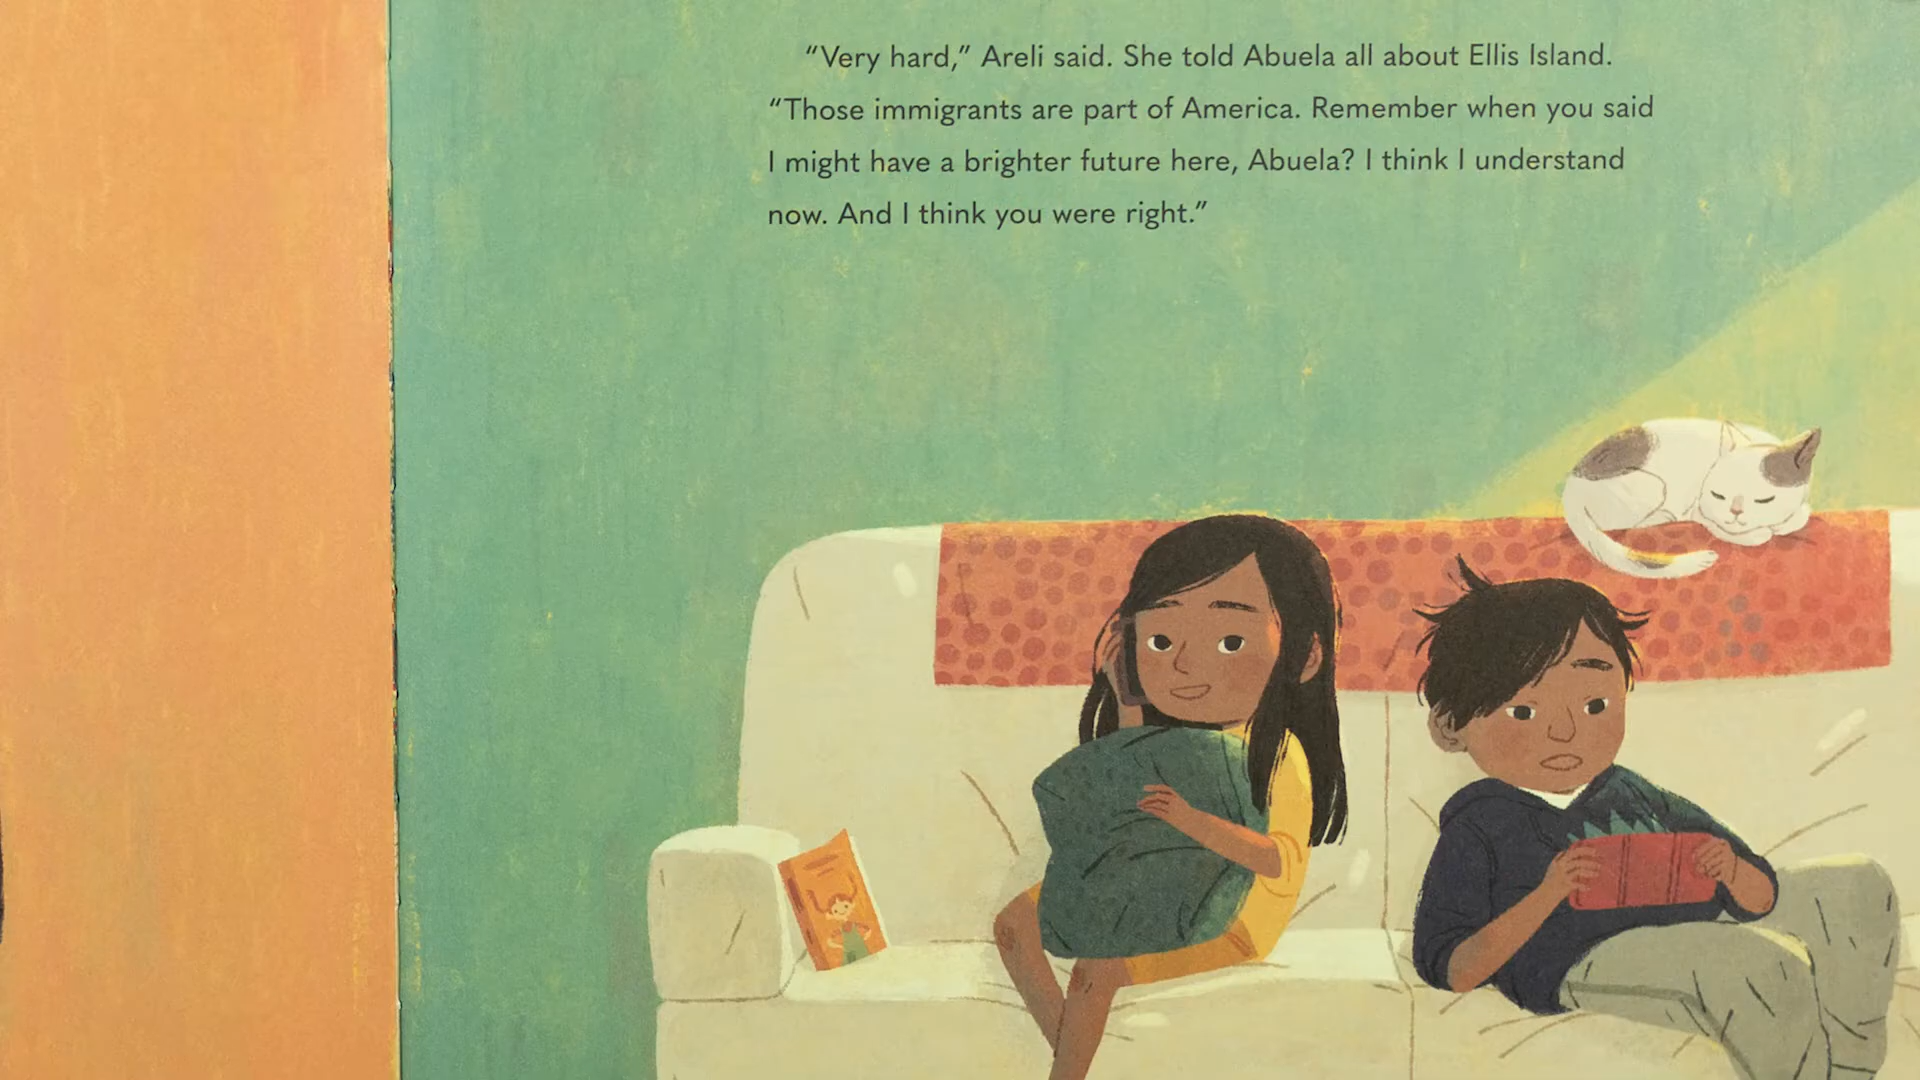 “Very hard,” Areli said. She told Abuela all about Ellis Island.
“Those immigrants are part of America. Remember when you said
I might have a brighter future here, Abuela? I think I understand
now. And I think you were right.”